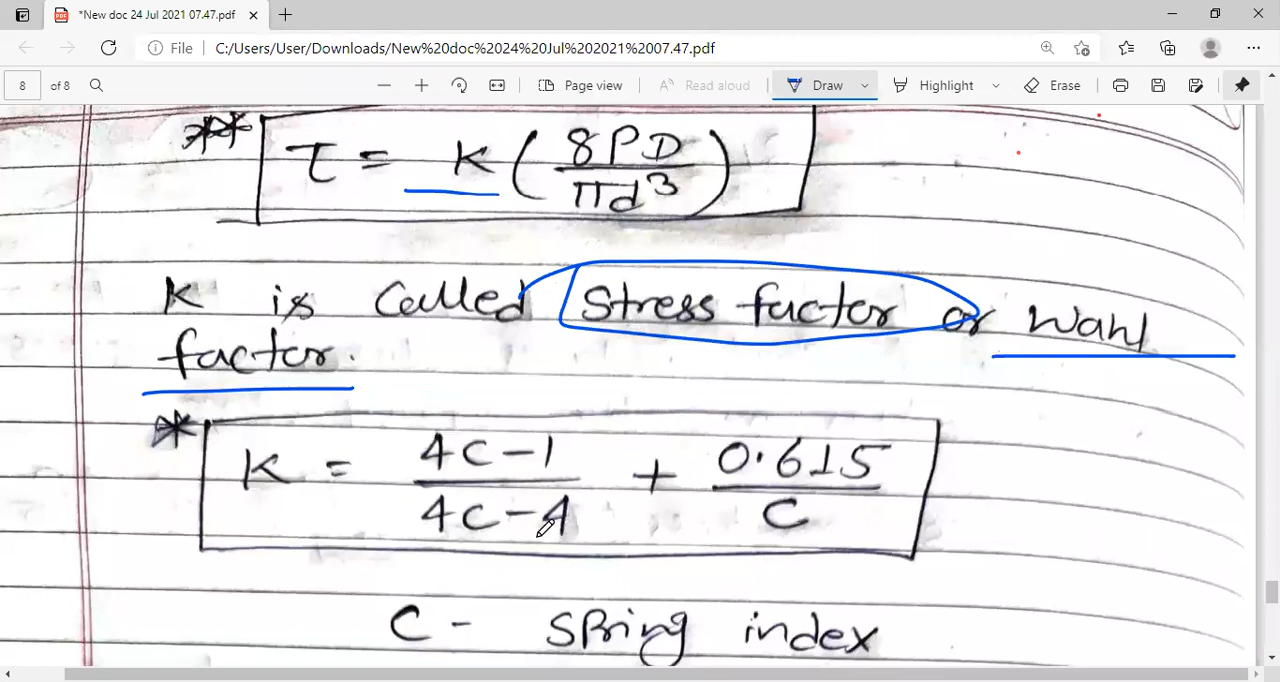 *New doc 24 Jul 2021 07.47.pdf
File C:/Users/User/Downloads/New%20doc%2024%20Jul%202021%2007.47.pdf
8 of 8 Page view Read aloud Draw Highlight Erase
** τ = K (8PD / πd³)
K is Called Stress factor or Wahl
factor.
* K = (4C-1) / (4C-4) + 0.615 / C
C - Spring index